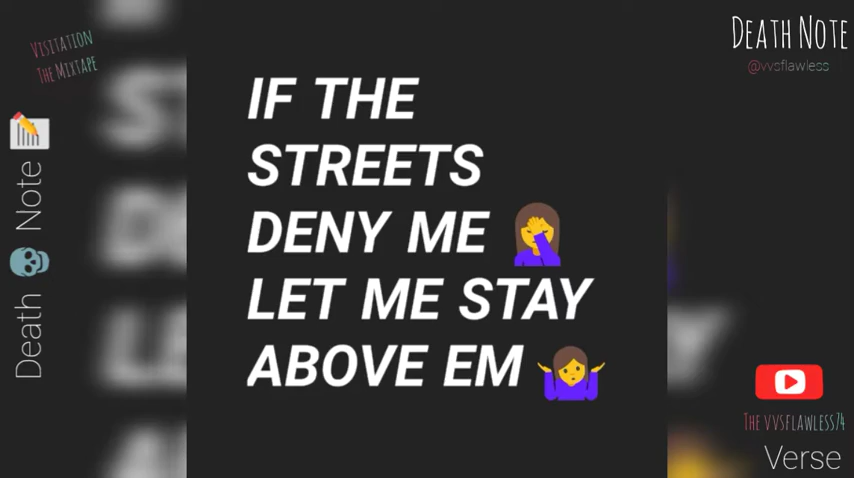 Visitation
The Mixtape
Death Note
Death Note
@vvsflawless
IF THE
STREETS
DENY ME 🤦‍♀️
LET ME STAY
ABOVE EM 🤷‍♀️
The vvsflawless74
Verse